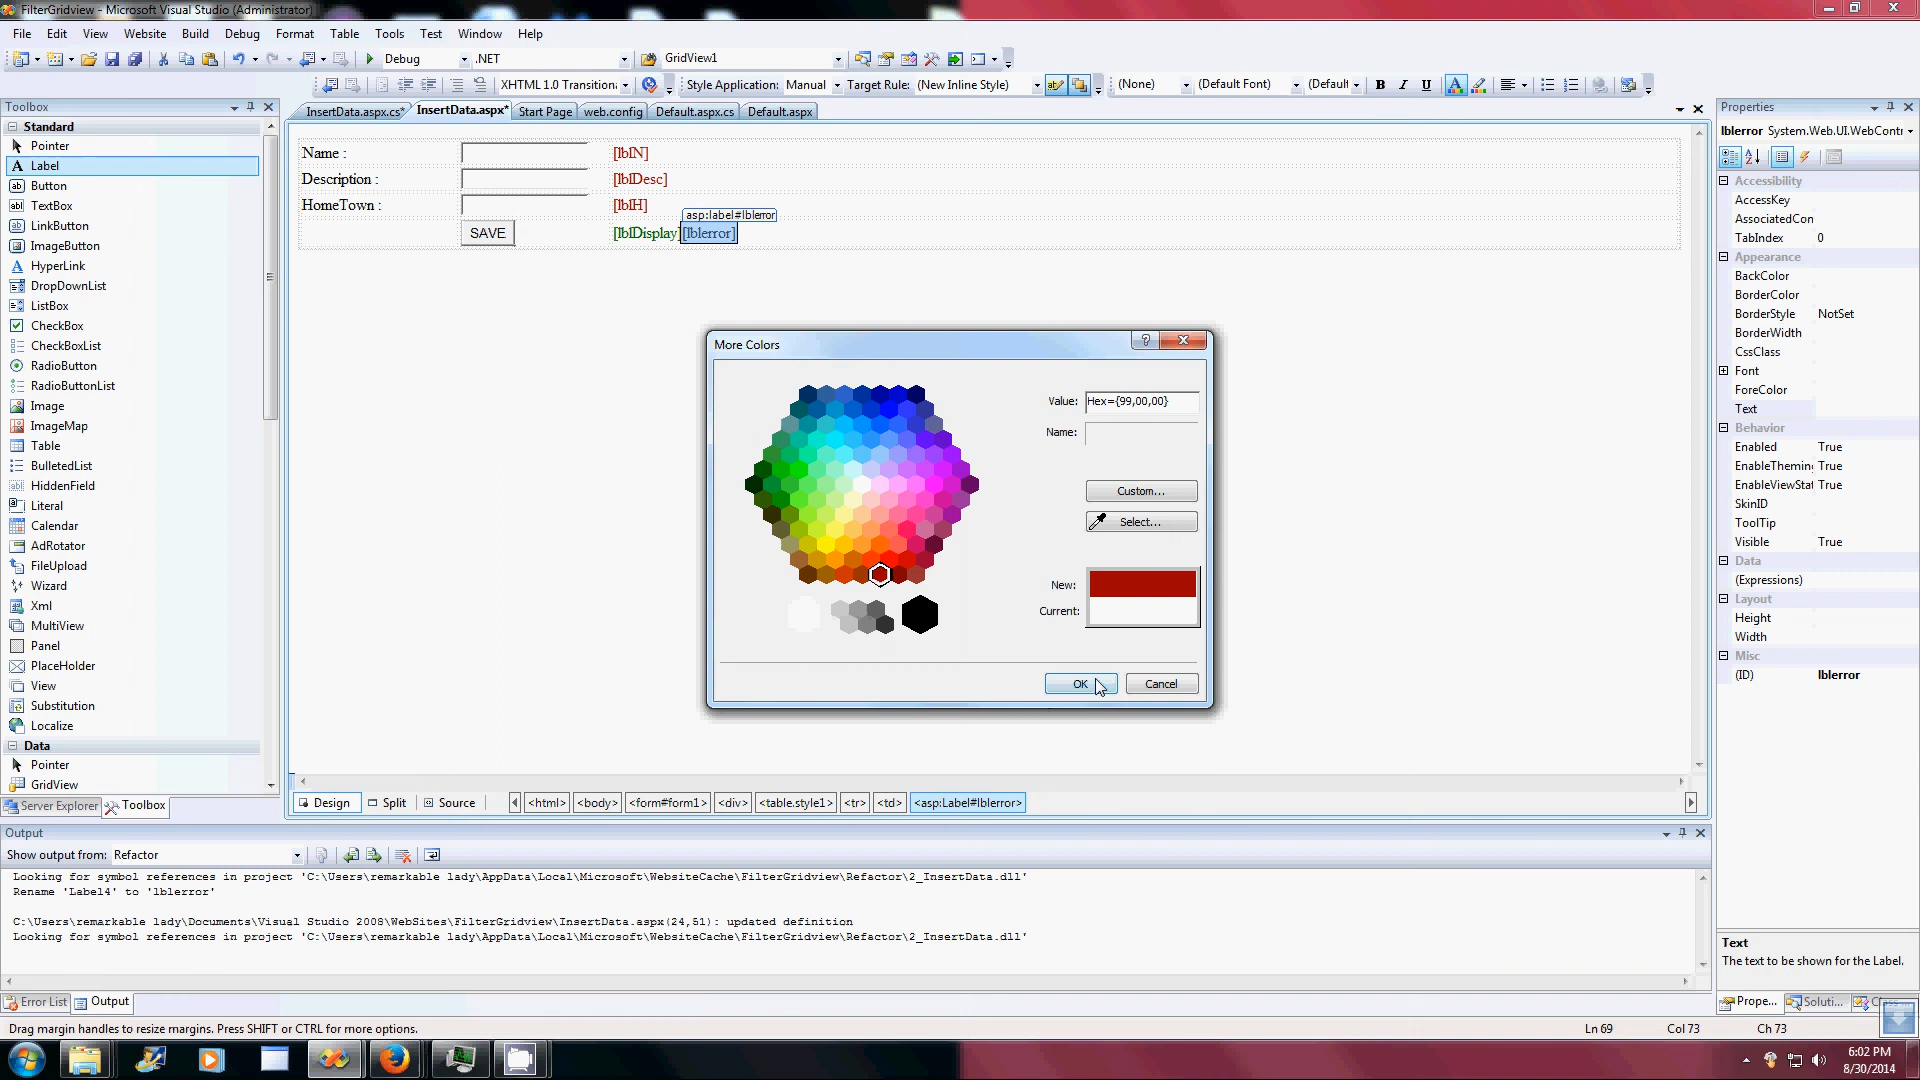 FilterGridview - Microsoft Visual Studio (Administrator)
File Edit View Website Build Debug Format Table Tools Test Window Help
Debug .NET GridView1
XHTML 1.0 Transitiona Style Application: Manual Target Rule: (New Inline Style) (None) (Default Font) (Default B I U
Toolbox
InsertData.aspx.cs* InsertData.aspx* Start Page web.config Default.aspx.cs Default.aspx
Standard
Pointer
Label
Button
TextBox
LinkButton
ImageButton
HyperLink
DropDownList
ListBox
CheckBox
CheckBoxList
RadioButton
RadioButtonList
Image
ImageMap
Table
BulletedList
HiddenField
Literal
Calendar
AdRotator
FileUpload
Wizard
Xml
MultiView
Panel
PlaceHolder
View
Substitution
Localize
Data
Pointer
GridView
Server Explorer Toolbox
Name : [lblN]
Description : [lblDesc]
HomeTown : [lblH]
asp:label#lblerror
SAVE [lblDisplay] [lblerror]
More Colors
Value: Hex={99,00,00}
Name:
Custom...
Select...
New:
Current:
OK Cancel
Design Split Source <html> <body> <form#form1> <div> <table.style1> <tr> <td> <asp:Label#lblerror>
Properties
lblerror System.Web.UI.WebContr
Accessibility
AccessKey
AssociatedCon
TabIndex 0
Appearance
BackColor
BorderColor
BorderStyle NotSet
BorderWidth
CssClass
Font
ForeColor
Text
Behavior
Enabled True
EnableTheming True
EnableViewStat True
SkinID
ToolTip
Visible True
Data
(Expressions)
Layout
Height
Width
Misc
(ID) lblerror
Text
The text to be shown for the Label.
Prope... Soluti...
Output
Show output from: Refactor
Looking for symbol references in project 'C:\Users\remarkable lady\AppData\Local\Microsoft\WebsiteCache\FilterGridview\Refactor\2_InsertData.dll'
Rename 'Label4' to 'lblerror'
C:\Users\remarkable lady\Documents\Visual Studio 2008\WebSites\FilterGridview\InsertData.aspx(24,51): updated definition
Looking for symbol references in project 'C:\Users\remarkable lady\AppData\Local\Microsoft\WebsiteCache\FilterGridview\Refactor\2_InsertData.dll'
Error List Output
Drag margin handles to resize margins. Press SHIFT or CTRL for more options. Ln 69 Col 73 Ch 73
6:02 PM
8/30/2014